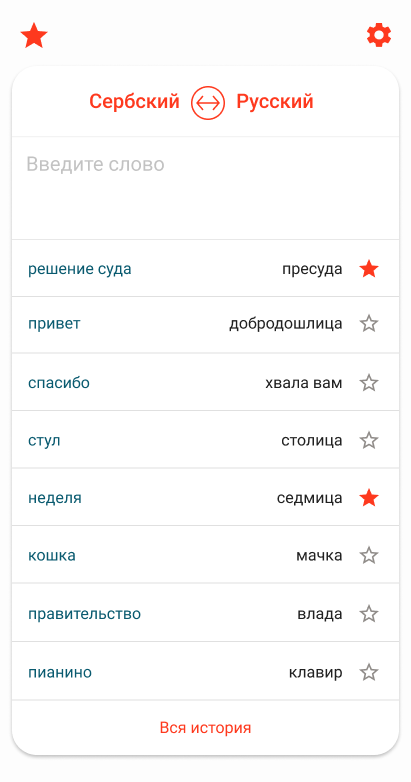 Сербский Русский
Введите слово
решение суда пресуда
привет добродошлица
спасибо хвала вам
стул столица
неделя седмица
кошка мачка
правительство влада
пианино клавир
Вся история